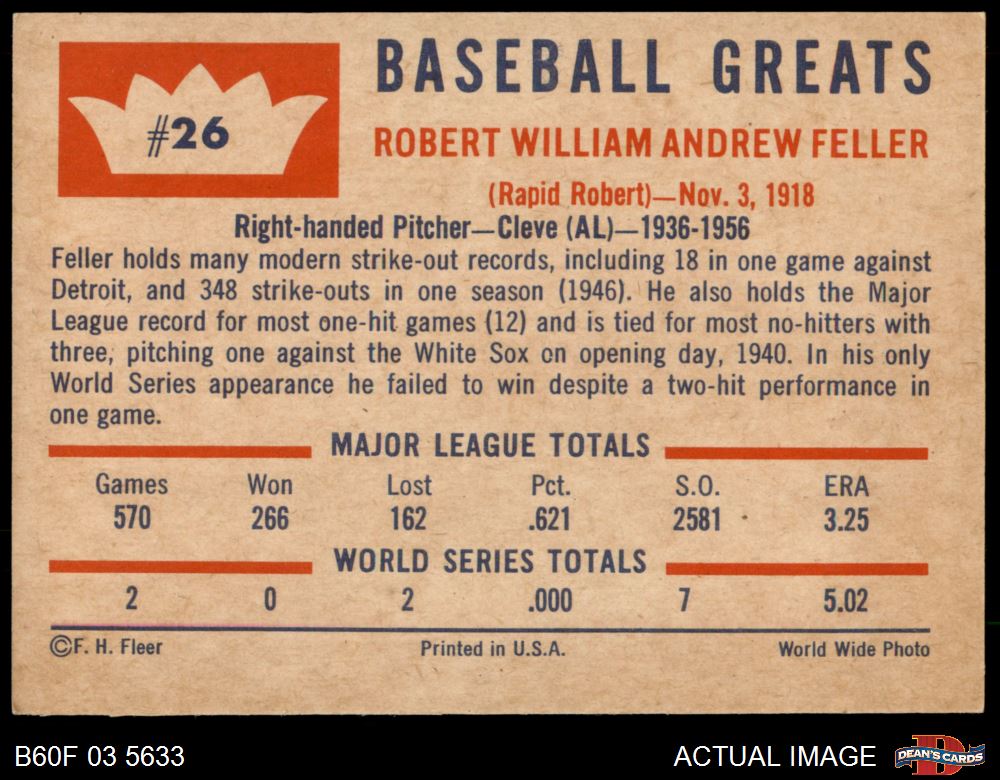 BASEBALL GREATS
#26
ROBERT WILLIAM ANDREW FELLER
(Rapid Robert)—Nov. 3, 1918
Right-handed Pitcher—Cleve (AL)—1936-1956
Feller holds many modern strike-out records, including 18 in one game against
Detroit, and 348 strike-outs in one season (1946). He also holds the Major
League record for most one-hit games (12) and is tied for most no-hitters with
three, pitching one against the White Sox on opening day, 1940. In his only
World Series appearance he failed to win despite a two-hit performance in
one game.
MAJOR LEAGUE TOTALS
Games Won Lost Pct. S.O. ERA
570 266 162 .621 2581 3.25
WORLD SERIES TOTALS
2 0 2 .000 7 5.02
©F. H. Fleer Printed in U.S.A. World Wide Photo
B60F 03 5633 ACTUAL IMAGE DEAN'S CARDS